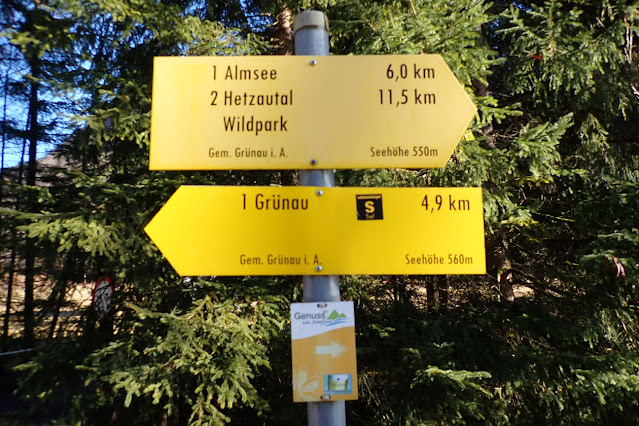 1 Almsee 6,0 km
2 Hetzautal 11,5 km
Wildpark
Gem. Grünau i. A. Seehöhe 550m
1 Grünau S 4,9 km
Gem. Grünau i. A. Seehöhe 560m
Genuss